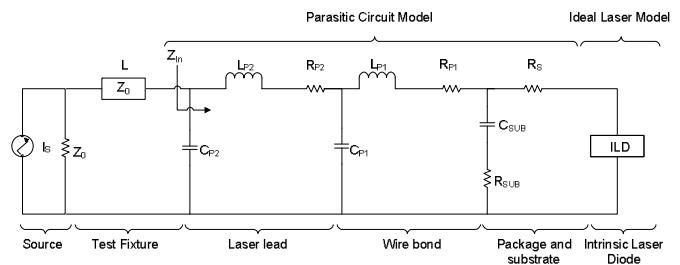 Parasitic Circuit Model
Ideal Laser Model
L
Z0
ZIn
LP2
RP2
LP1
RP1
RS
IS
Z0
CP2
CP1
CSUB
RSUB
ILD
Source
Test Fixture
Laser lead
Wire bond
Package and
substrate
Intrinsic Laser
Diode